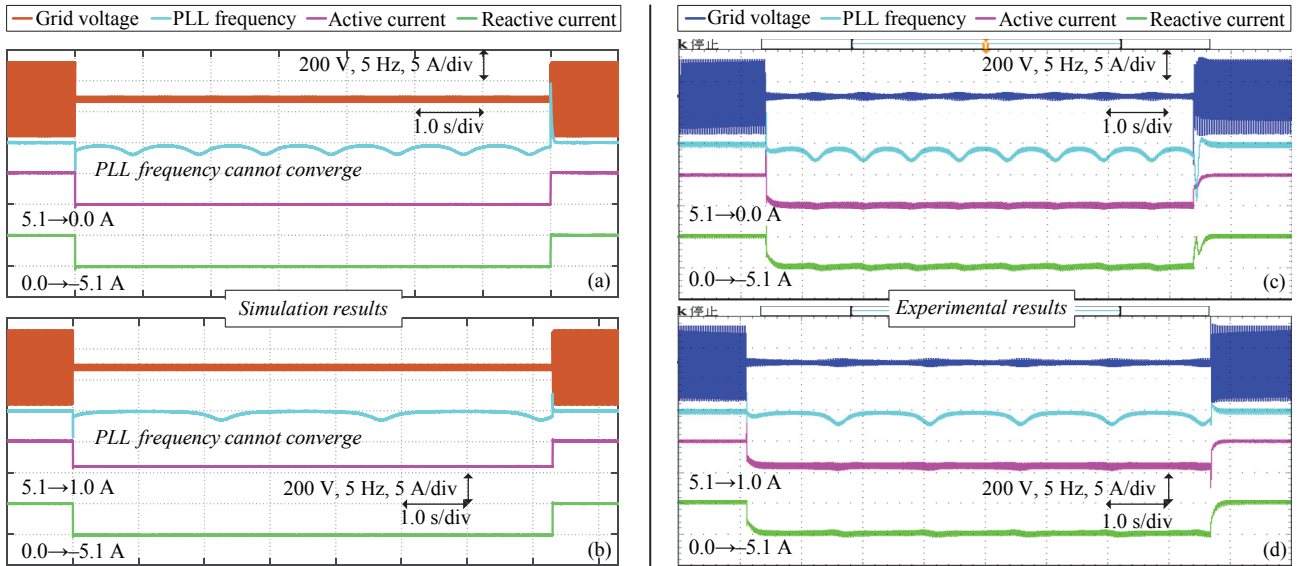 Grid voltage PLL frequency Active current Reactive current
200 V, 5 Hz, 5 A/div
1.0 s/div
PLL frequency cannot converge
5.1→0.0 A
0.0→–5.1 A
(a)
Simulation results
PLL frequency cannot converge
5.1→1.0 A
200 V, 5 Hz, 5 A/div
1.0 s/div
0.0→–5.1 A
(b)
Grid voltage PLL frequency Active current Reactive current
k 停止
200 V, 5 Hz, 5 A/div
1.0 s/div
5.1→0.0 A
0.0→–5.1 A
(c)
k 停止
Experimental results
5.1→1.0 A
200 V, 5 Hz, 5 A/div
1.0 s/div
0.0→–5.1 A
(d)